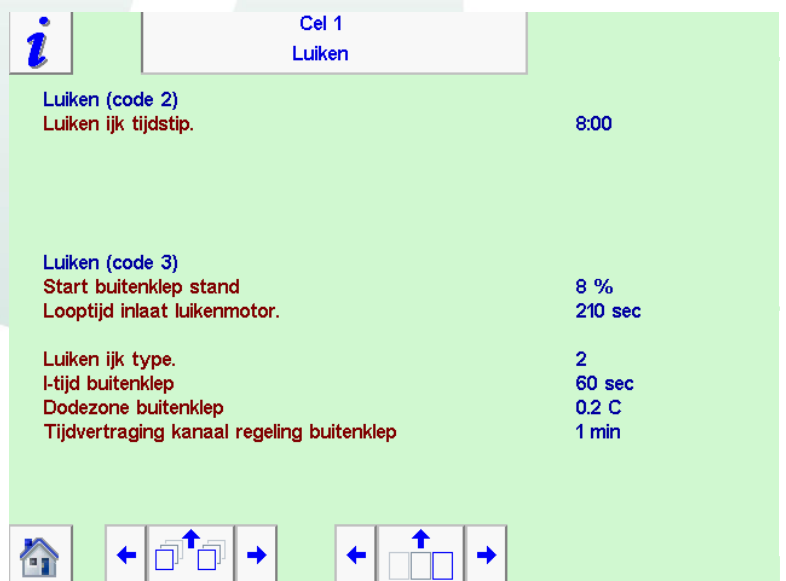 i
Cel 1
Luiken
Luiken (code 2)
Luiken ijk tijdstip. 8:00
Luiken (code 3)
Start buitenklep stand 8 %
Looptijd inlaat luikenmotor. 210 sec
Luiken ijk type. 2
I-tijd buitenklep 60 sec
Dodezone buitenklep 0.2 C
Tijdvertraging kanaal regeling buitenklep 1 min